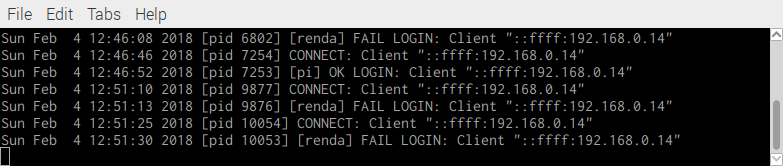 File Edit Tabs Help
Sun Feb  4 12:46:08 2018 [pid 6802] [renda] FAIL LOGIN: Client "::ffff:192.168.0.14"
Sun Feb  4 12:46:46 2018 [pid 7254] CONNECT: Client "::ffff:192.168.0.14"
Sun Feb  4 12:46:52 2018 [pid 7253] [pi] OK LOGIN: Client "::ffff:192.168.0.14"
Sun Feb  4 12:51:10 2018 [pid 9877] CONNECT: Client "::ffff:192.168.0.14"
Sun Feb  4 12:51:13 2018 [pid 9876] [renda] FAIL LOGIN: Client "::ffff:192.168.0.14"
Sun Feb  4 12:51:25 2018 [pid 10054] CONNECT: Client "::ffff:192.168.0.14"
Sun Feb  4 12:51:30 2018 [pid 10053] [renda] FAIL LOGIN: Client "::ffff:192.168.0.14"